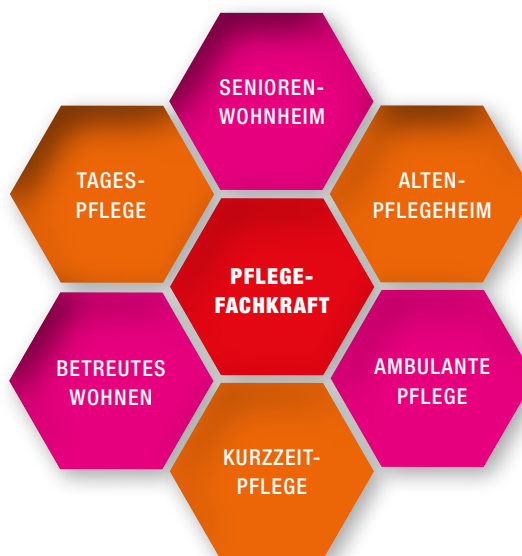 SENIOREN-
WOHNHEIM
TAGES-
PFLEGE
ALTEN-
PFLEGEHEIM
PFLEGE-
FACHKRAFT
BETREUTES
WOHNEN
AMBULANTE
PFLEGE
KURZZEIT-
PFLEGE